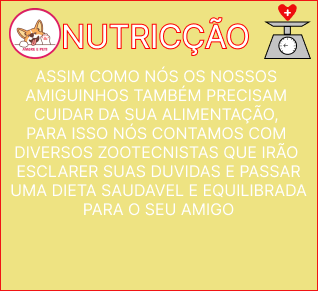 NUTRICÇÃO
ASSIM COMO NÓS OS NOSSOS
AMIGUINHOS TAMBÉM PRECISAM
CUIDAR DA SUA ALIMENTAÇÃO,
PARA ISSO NÓS CONTAMOS COM
DIVERSOS ZOOTECNISTAS QUE IRÃO
ESCLARER SUAS DUVIDAS E PASSAR
UMA DIETA SAUDAVEL E EQUILIBRADA
PARA O SEU AMIGO